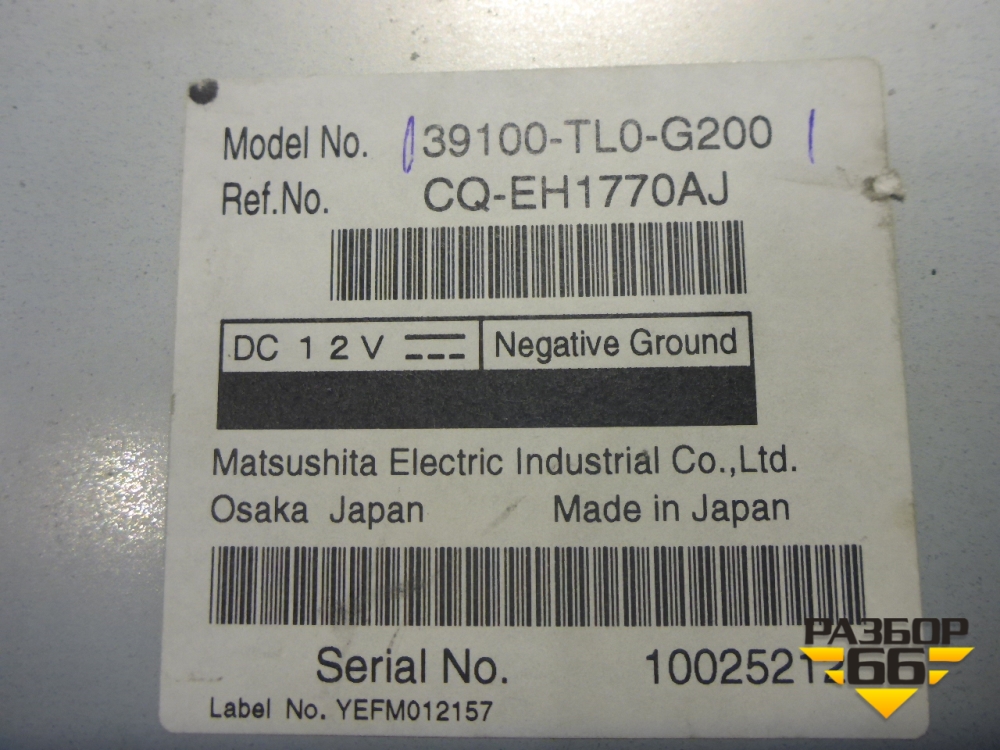 Model No. 39100-TL0-G200
Ref.No. CQ-EH1770AJ
DC 12V Negative Ground
Matsushita Electric Industrial Co.,Ltd.
Osaka Japan Made in Japan
Serial No.
Label No. YEFM012157
РАЗБОР
66